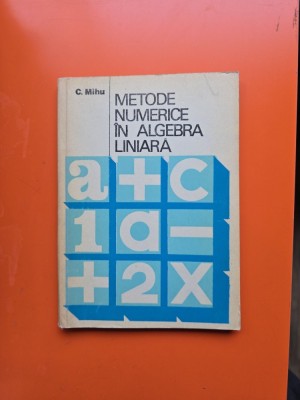 C. Mihu
METODE
NUMERICE
ÎN ALGEBRA
LINIARĂ
a+c
1a−
+2X